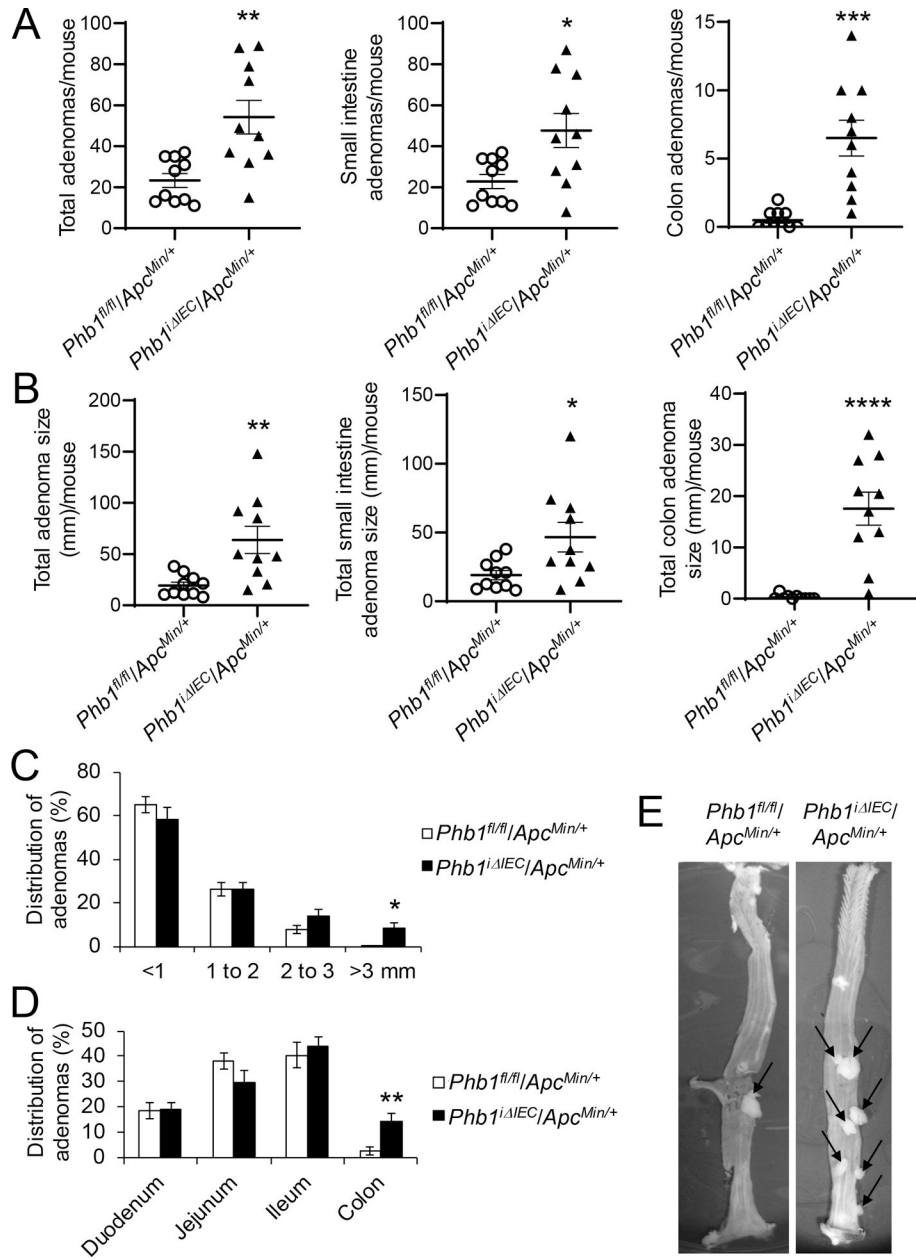 A
Total adenomas/mouse
100
80
60
40
20
0
**
Phb1fl/fl/ApcMin/+
Phb1iΔIEC/ApcMin/+
Small intestine
adenomas/mouse
100
80
60
40
20
0
*
Phb1fl/fl/ApcMin/+
Phb1iΔIEC/ApcMin/+
Colon adenomas/mouse
15
10
5
0
***
Phb1fl/fl/ApcMin/+
Phb1iΔIEC/ApcMin/+
B
Total adenoma size
(mm)/mouse
200
150
100
50
0
**
Phb1fl/fl/ApcMin/+
Phb1iΔIEC/ApcMin/+
Total small intestine
adenoma size (mm)/mouse
150
100
50
0
*
Phb1fl/fl/ApcMin/+
Phb1iΔIEC/ApcMin/+
Total colon adenoma
size (mm)/mouse
40
30
20
10
0
****
Phb1fl/fl/ApcMin/+
Phb1iΔIEC/ApcMin/+
C
Distribution of
adenomas (%)
80
60
40
20
0
*
<1 1 to 2 2 to 3 >3 mm
Phb1fl/fl/ApcMin/+
Phb1iΔIEC/ApcMin/+
D
Distribution of
adenomas (%)
50
40
30
20
10
0
**
Duodenum
Jejunum
Ileum
Colon
Phb1fl/fl/ApcMin/+
Phb1iΔIEC/ApcMin/+
E
Phb1fl/fl/
ApcMin/+
Phb1iΔIEC/
ApcMin/+